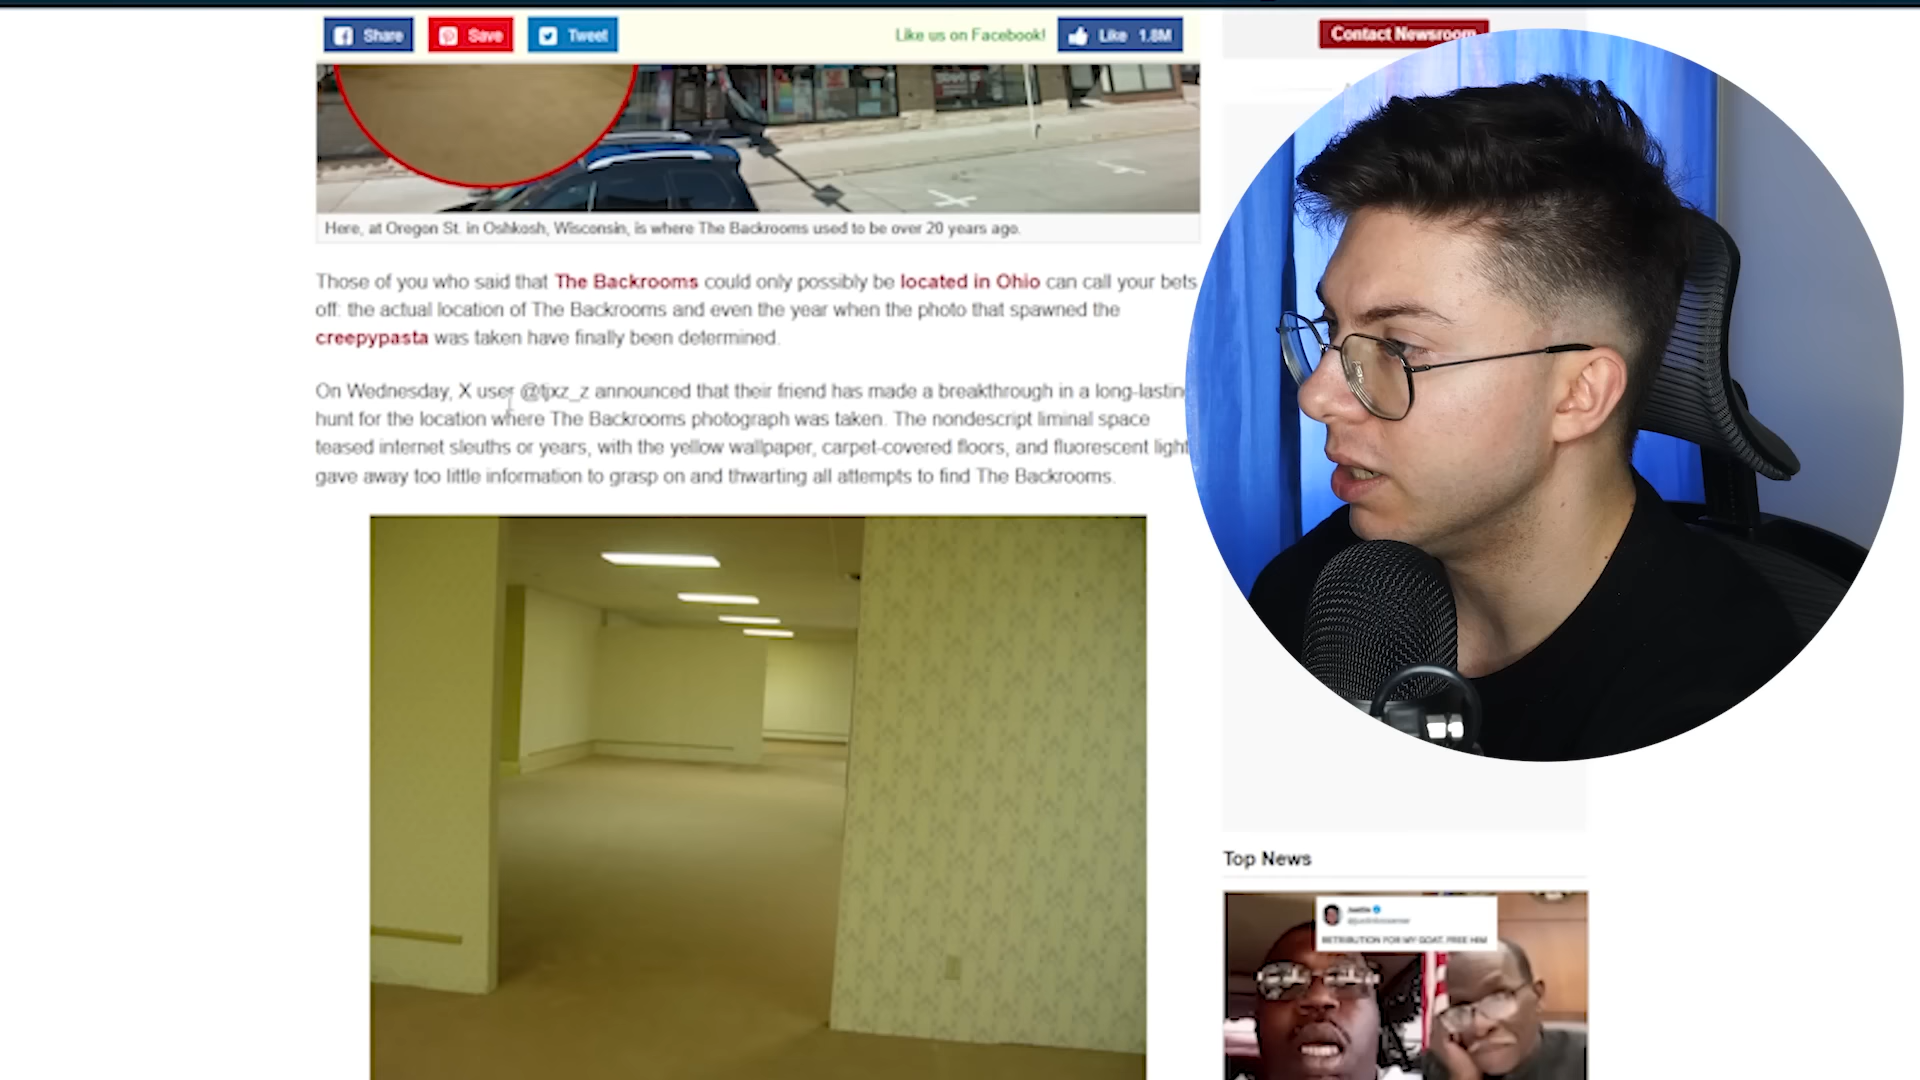 Share
Save
Tweet
Like us on Facebook!
Like 1.8M
Contact Newsroom
Here, at Oregon St. in Oshkosh, Wisconsin, is where The Backrooms used to be over 20 years ago.
Those of you who said that The Backrooms could only possibly be located in Ohio can call your bets
off: the actual location of The Backrooms and even the year when the photo that spawned the
creepypasta was taken have finally been determined.
On Wednesday, X user @tjxz_z announced that their friend has made a breakthrough in a long-lastin
hunt for the location where The Backrooms photograph was taken. The nondescript liminal space
teased internet sleuths or years, with the yellow wallpaper, carpet-covered floors, and fluorescent light
gave away too little information to grasp on and thwarting all attempts to find The Backrooms.
Top News
RETRIBUTION FOR MY GOAT, FREE HIM